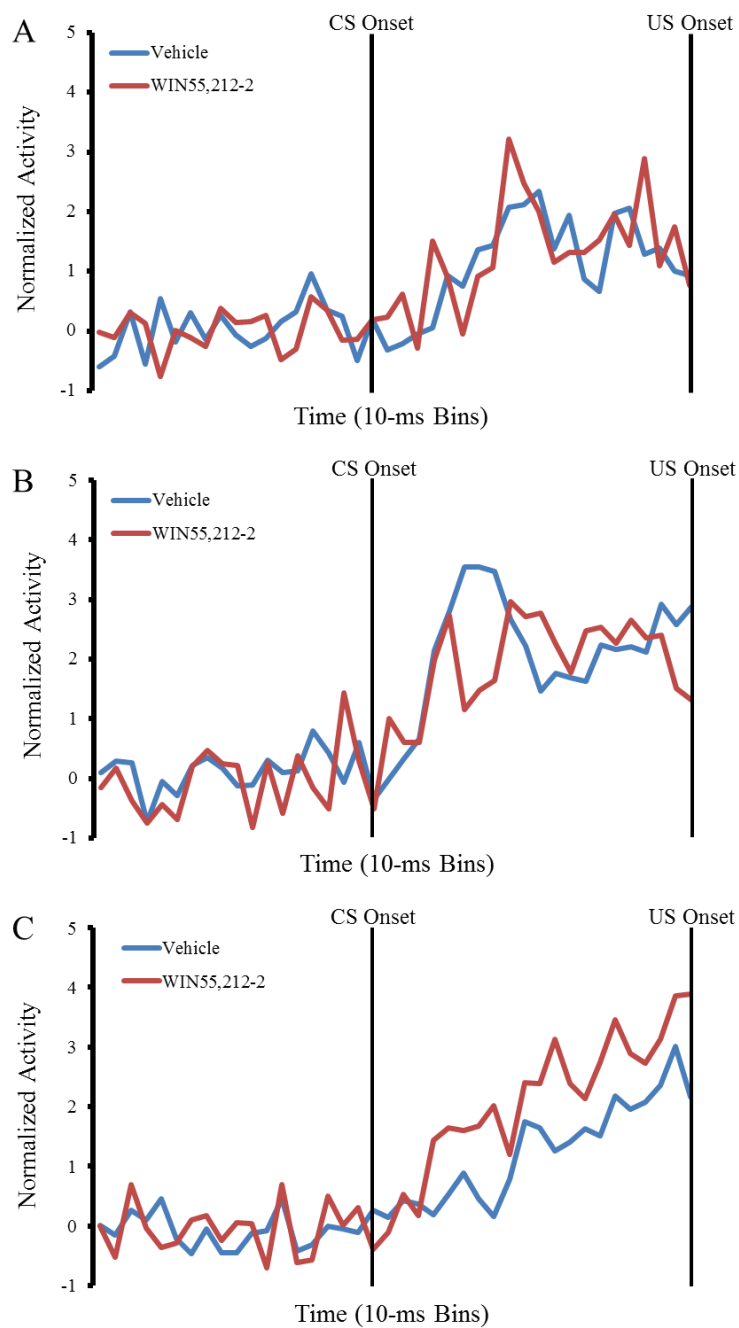 A
CS Onset
US Onset
5
4
3
2
1
0
-1
Normalized Activity
Vehicle
WIN55,212-2
Time (10-ms Bins)
B
CS Onset
US Onset
5
4
3
2
1
0
-1
Normalized Activity
Vehicle
WIN55,212-2
Time (10-ms Bins)
C
CS Onset
US Onset
5
4
3
2
1
0
-1
Normalized Activity
Vehicle
WIN55,212-2
Time (10-ms Bins)